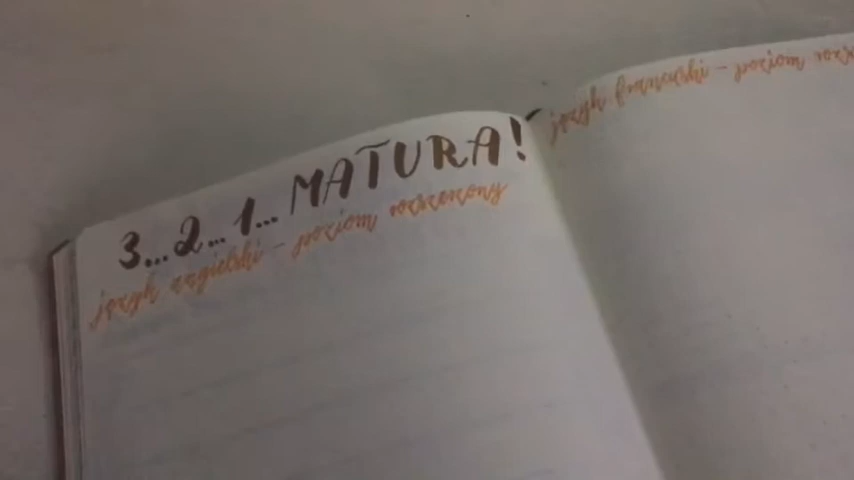 3...2...1... MATURA!
język angielski - poziom rozszerzony
język francuski - poziom